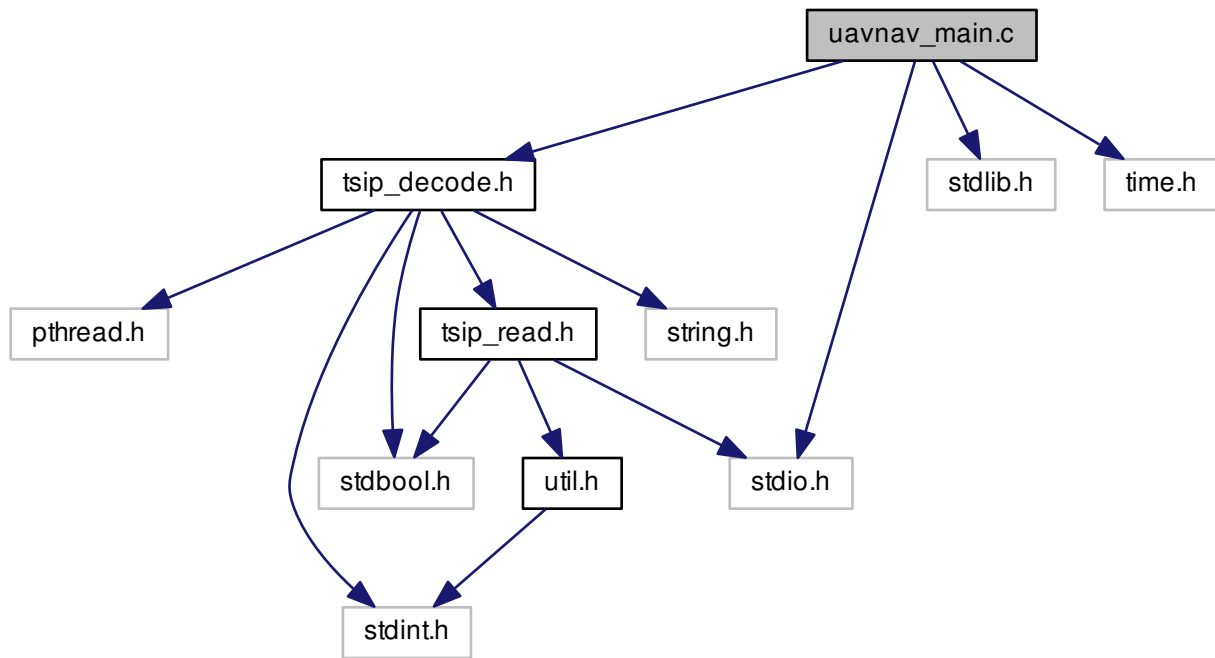 uavnav_main.c
tsip_decode.h
stdlib.h
time.h
pthread.h
tsip_read.h
string.h
stdbool.h
util.h
stdio.h
stdint.h